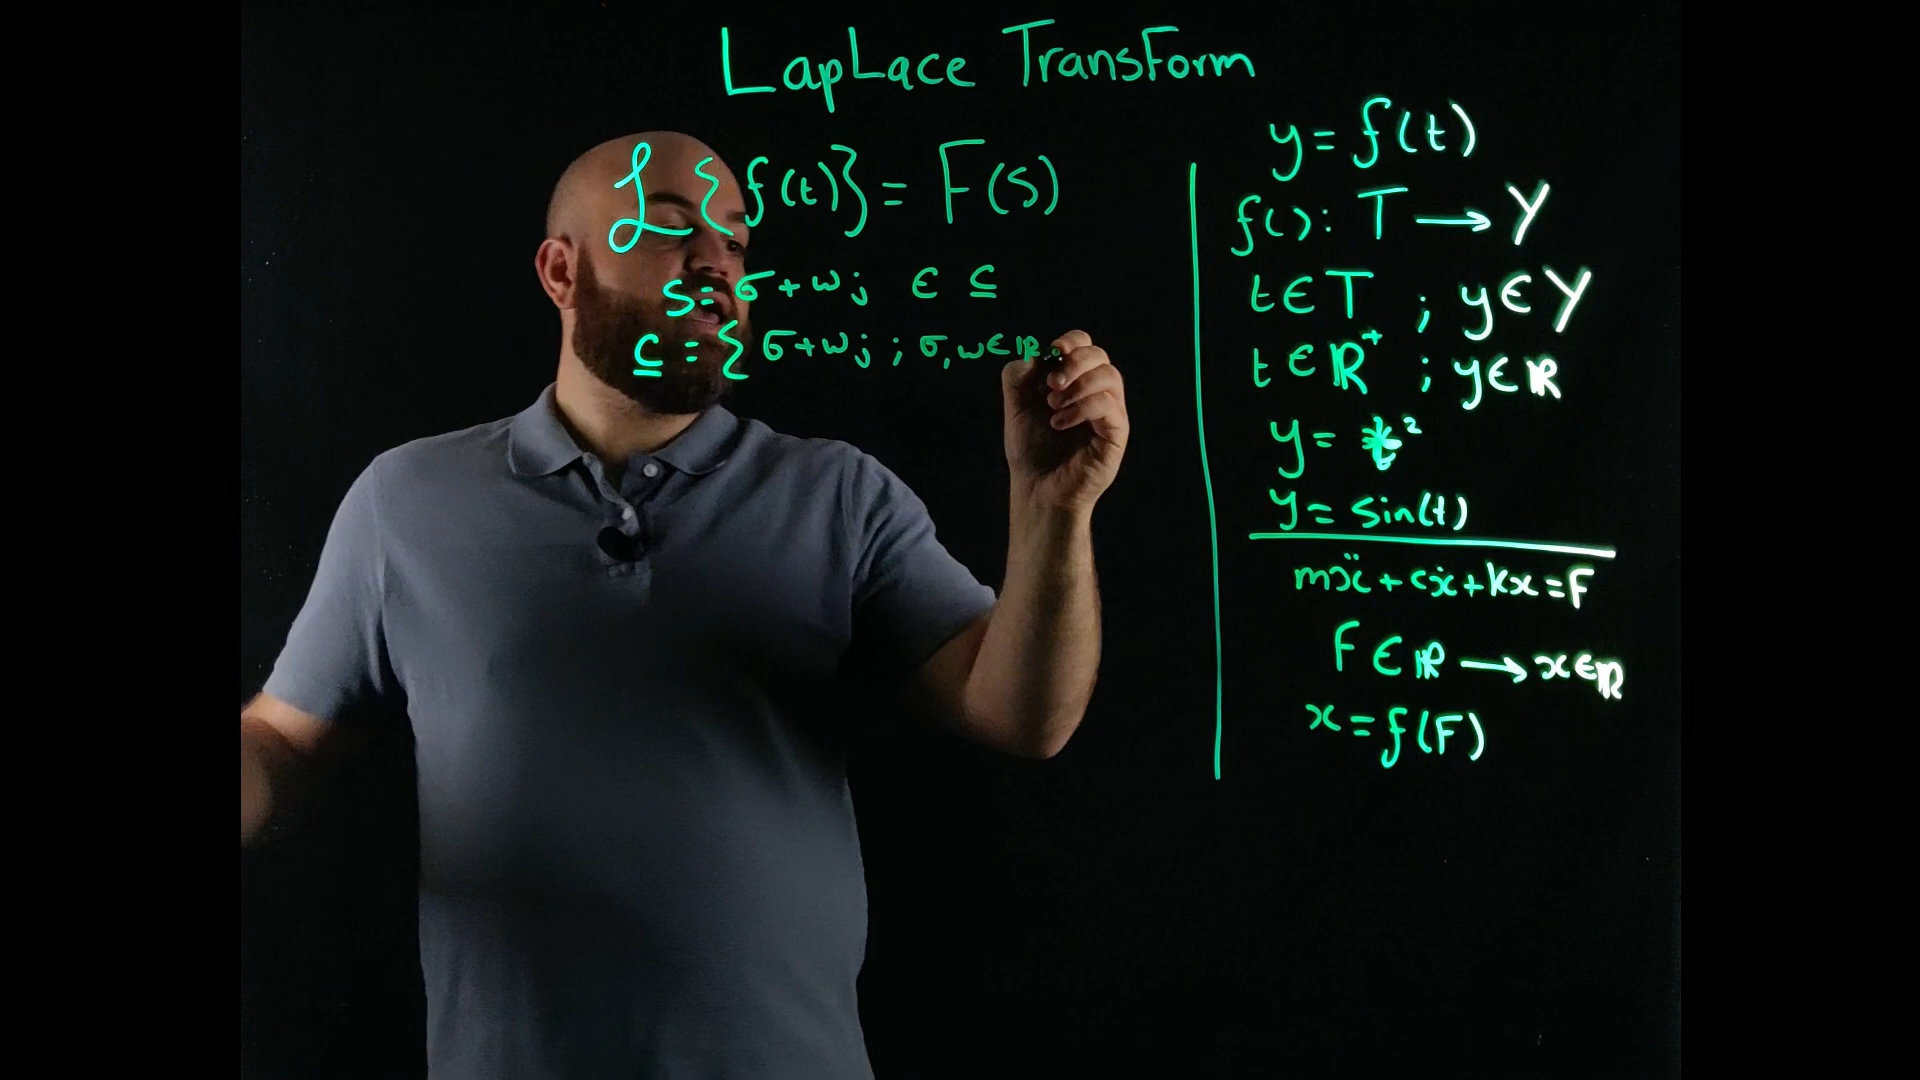 LapLace Transform
ℒ{f(t)} = F(s)
s = σ + ωj ∈ C
C = { σ + ωj ; σ, ω ∈ ℝ
y = f(t)
f( ) : T → Y
t ∈ T ; y ∈ Y
t ∈ ℝ⁺ ; y ∈ ℝ
y = t²
y = sin(t)
mẍ + cẋ + kx = F
F ∈ ℝ → x ∈ ℝ
x = f(F)